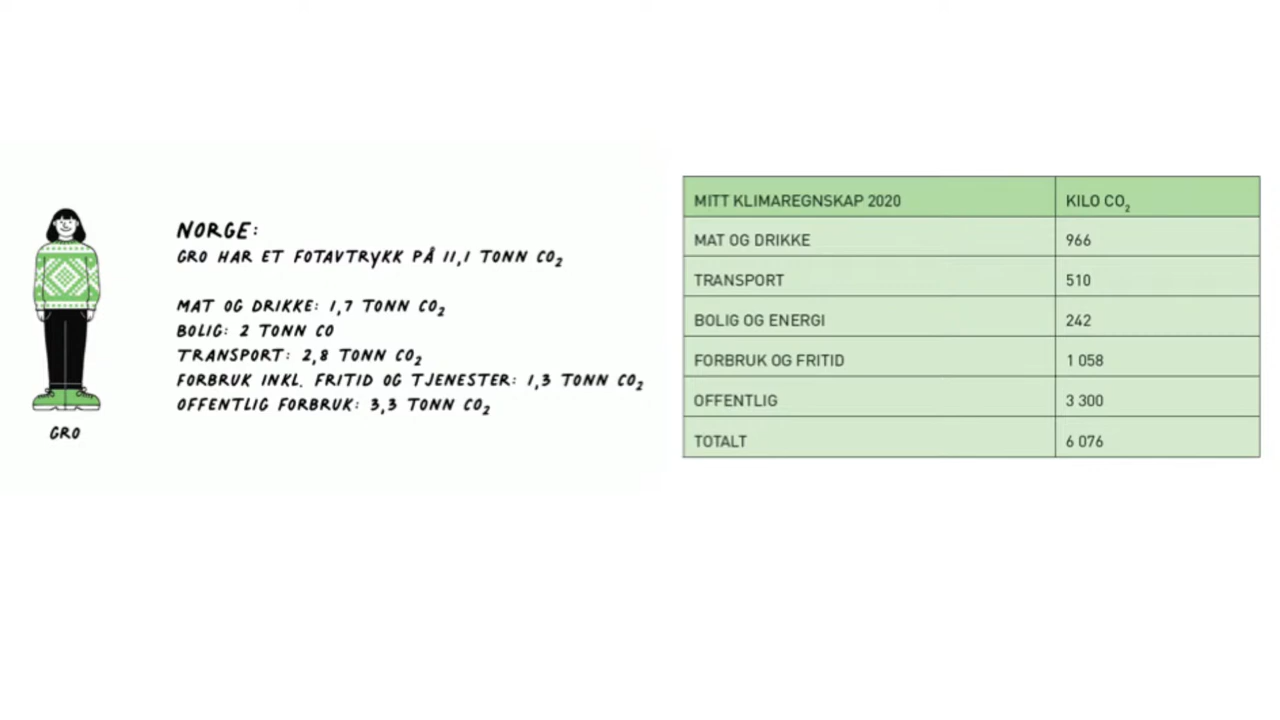 NORGE:
GRO HAR ET FOTAVTRYKK PÅ 11,1 TONN CO₂
MAT OG DRIKKE: 1,7 TONN CO₂
BOLIG: 2 TONN CO
TRANSPORT: 2,8 TONN CO₂
FORBRUK INKL. FRITID OG TJENESTER: 1,3 TONN CO₂
OFFENTLIG FORBRUK: 3,3 TONN CO₂
GRO
MITT KLIMAREGNSKAP 2020 KILO CO₂
MAT OG DRIKKE 966
TRANSPORT 510
BOLIG OG ENERGI 242
FORBRUK OG FRITID 1 058
OFFENTLIG 3 300
TOTALT 6 076